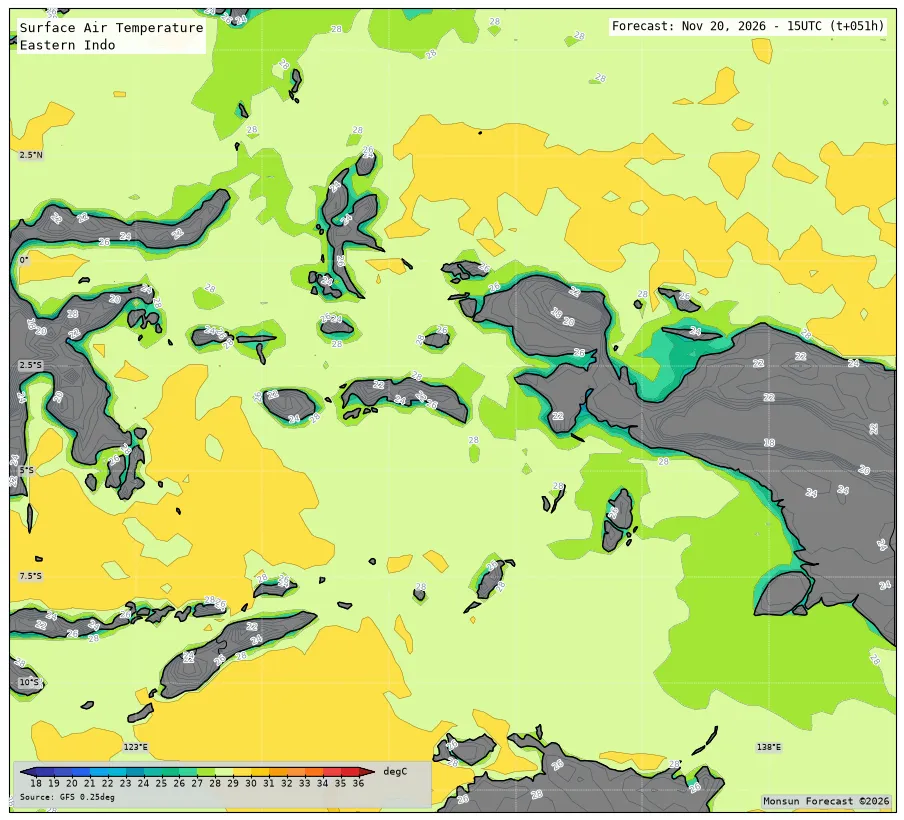 Surface Air Temperature
Eastern Indo
Forecast: Nov 20, 2026 - 15UTC (t+051h)
2.5°N
0°
2.5°S
5°S
7.5°S
10°S
123°E
138°E
18 19 20 21 22 23 24 25 26 27 28 29 30 31 32 33 34 35 36
degC
Source: GFS 0.25deg
Monsun Forecast ©2026